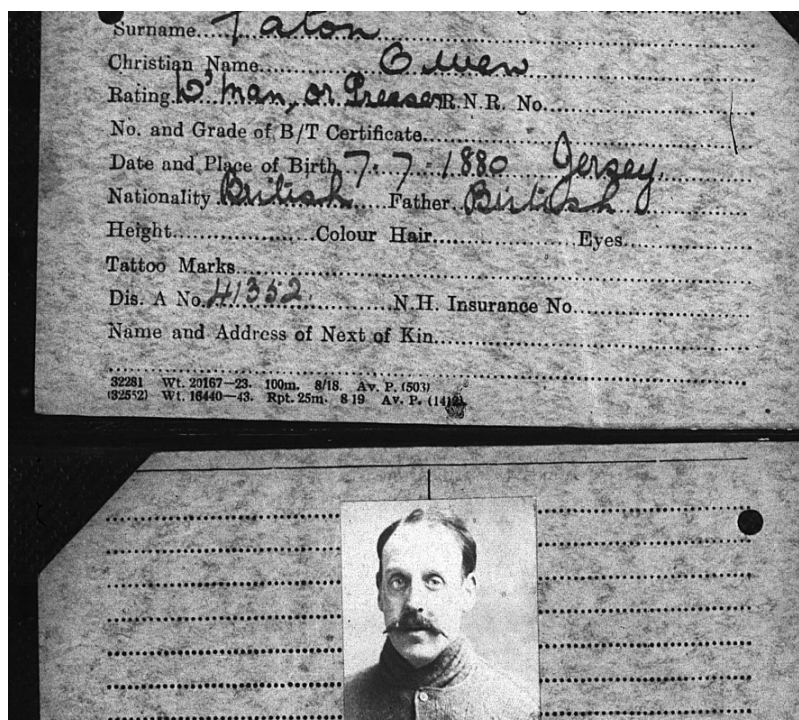 Surname Taton
Christian Name Owen
Rating W'man, or Greaser R.N.R. No.
No. and Grade of B/T Certificate
Date and Place of Birth 7. 7. 1880 Jersey
Nationality British Father British
Height Colour Hair Eyes
Tattoo Marks
Dis. A No. 41352 N.H. Insurance No.
Name and Address of Next of Kin
32281 Wt. 20167—23. 100m. 8/18. Av. P. (503)
(32552) Wt. 16440—43. Rpt. 25m. 8 19 Av. P. (1412)